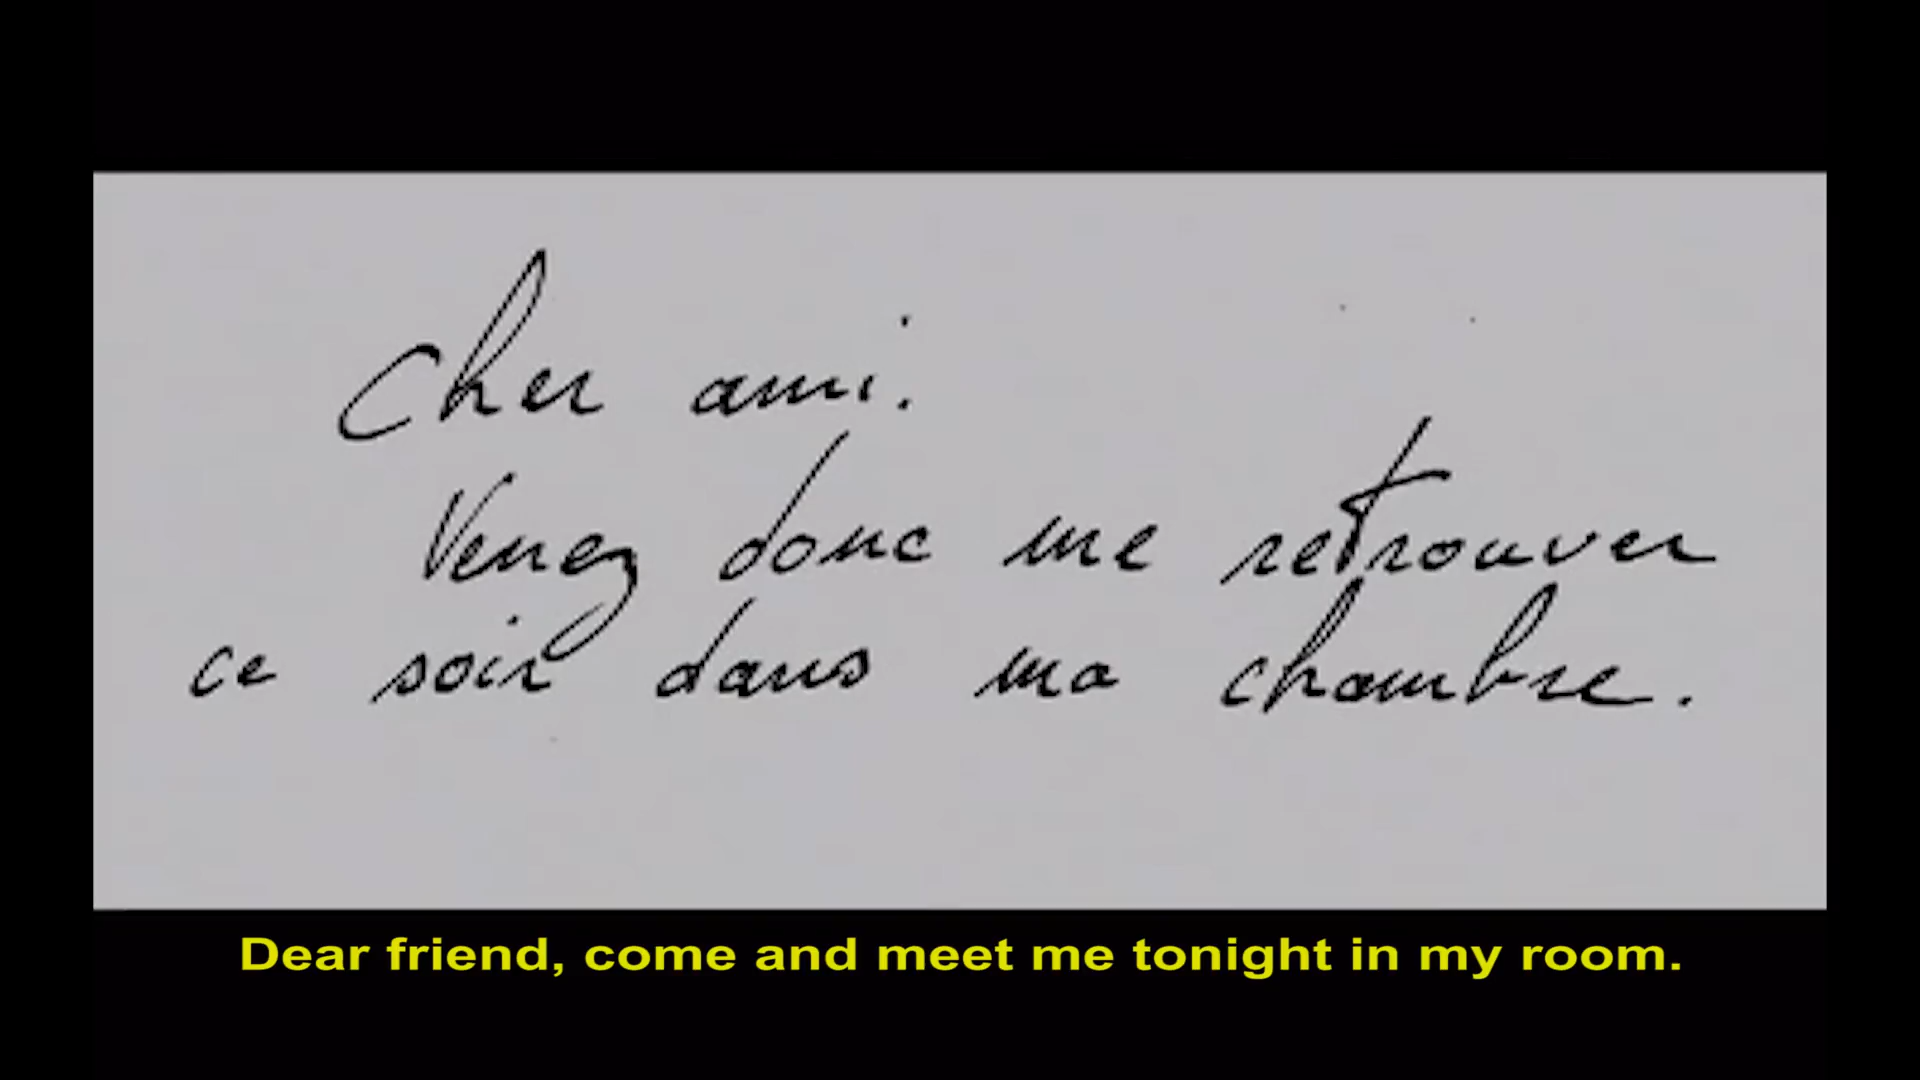 Cher ami.
Venez donc me retrouver
ce soir dans ma chambre.
Dear friend, come and meet me tonight in my room.